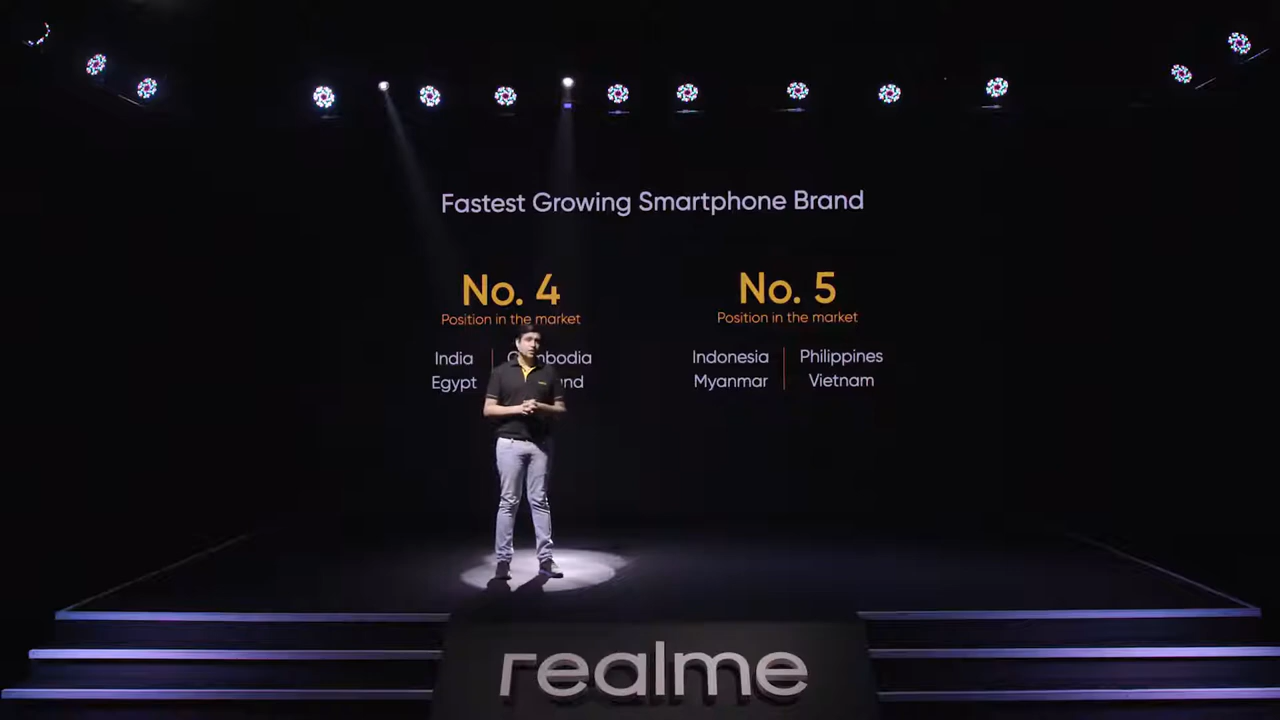 Fastest Growing Smartphone Brand
No. 4
Position in the market
India
Egypt
No. 5
Position in the market
Indonesia
Philippines
Myanmar
Vietnam
realme